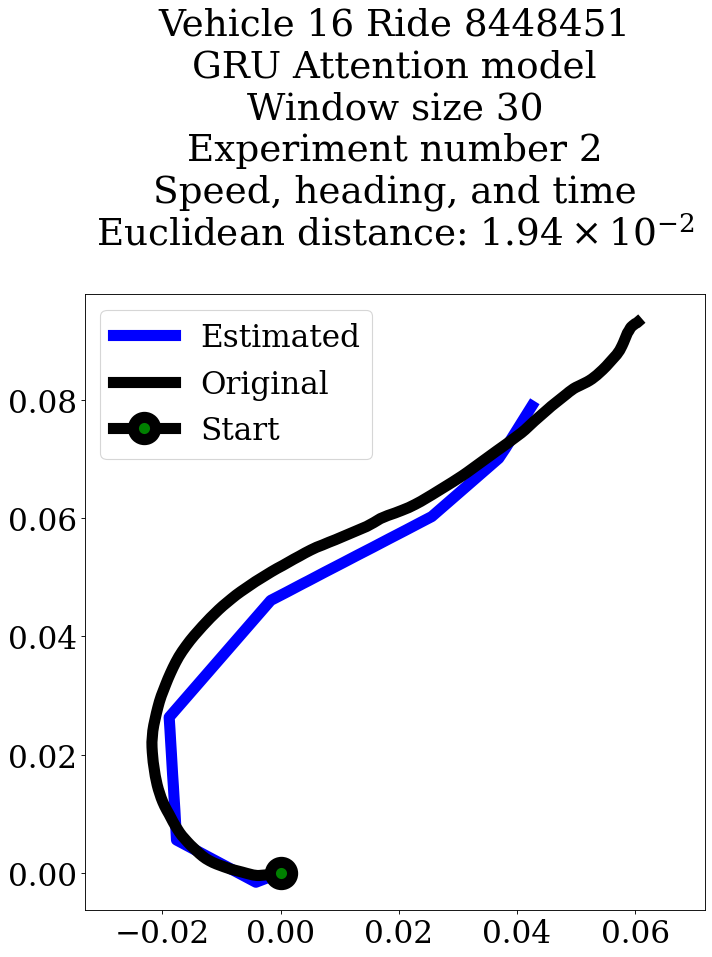 Vehicle 16 Ride 8448451
GRU Attention model
Window size 30
Experiment number 2
Speed, heading, and time
Euclidean distance: 1.94 × 10⁻²
Estimated
Original
Start
0.08
0.06
0.04
0.02
0.00
−0.02 0.00 0.02 0.04 0.06